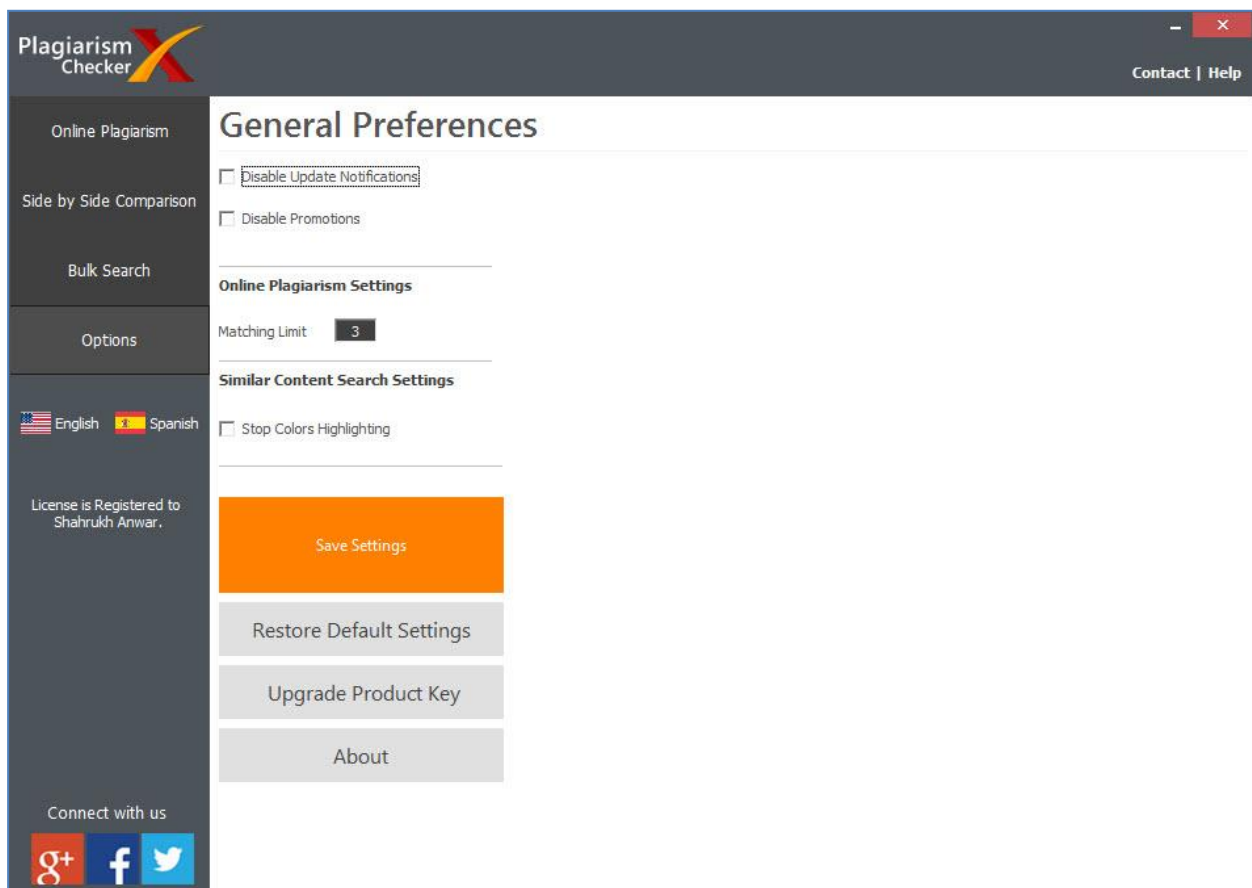 Plagiarism
Checker
Contact | Help
Online Plagiarism
Side by Side Comparison
Bulk Search
Options
English Spanish
License is Registered to
Shahrukh Anwar.
Connect with us
g+ f
General Preferences
Disable Update Notifications
Disable Promotions
Online Plagiarism Settings
Matching Limit 3
Similar Content Search Settings
Stop Colors Highlighting
Save Settings
Restore Default Settings
Upgrade Product Key
About